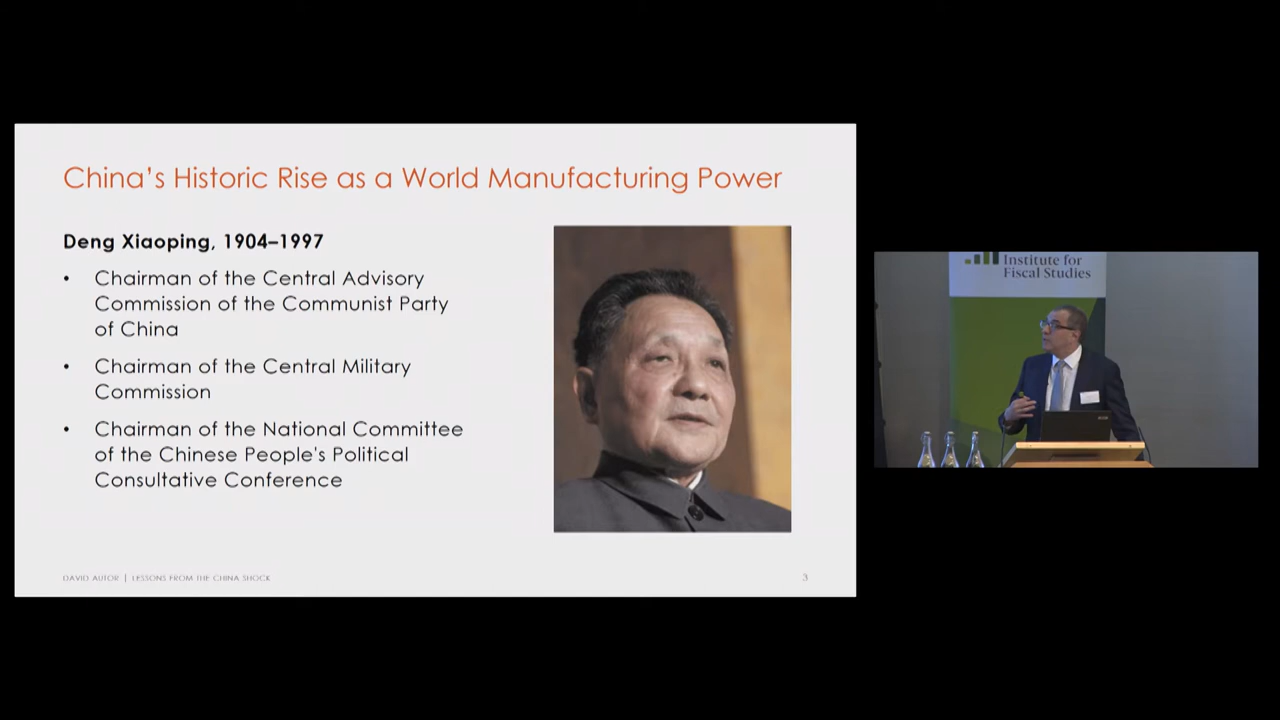 China's Historic Rise as a World Manufacturing Power
Deng Xiaoping, 1904–1997
• Chairman of the Central Advisory
Commission of the Communist Party
of China
• Chairman of the Central Military
Commission
• Chairman of the National Committee
of the Chinese People's Political
Consultative Conference
DAVID AUTOR | LESSONS FROM THE CHINA SHOCK
3
Institute for
Fiscal Studies